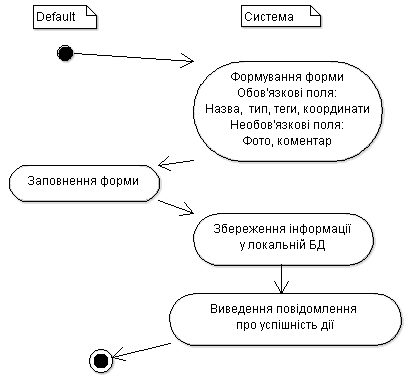 Default
Система
Формування форми
Обов'язкові поля:
Назва,  тип, теги, координати
Необов'язкові поля:
Фото, коментар
Заповнення форми
Збереження інформації
у локальній БД
Виведення повідомлення
про успішність дії